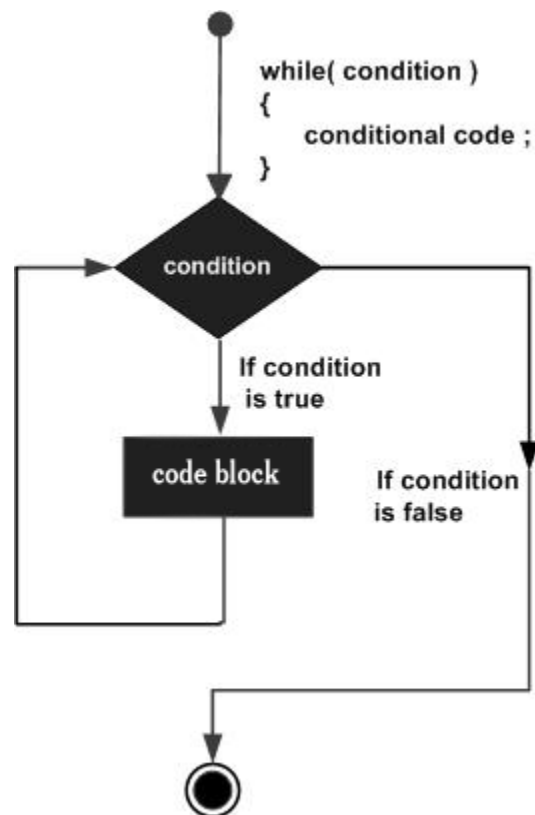 while( condition )
{
conditional code ;
}
condition
If condition
is true
code block
If condition
is false